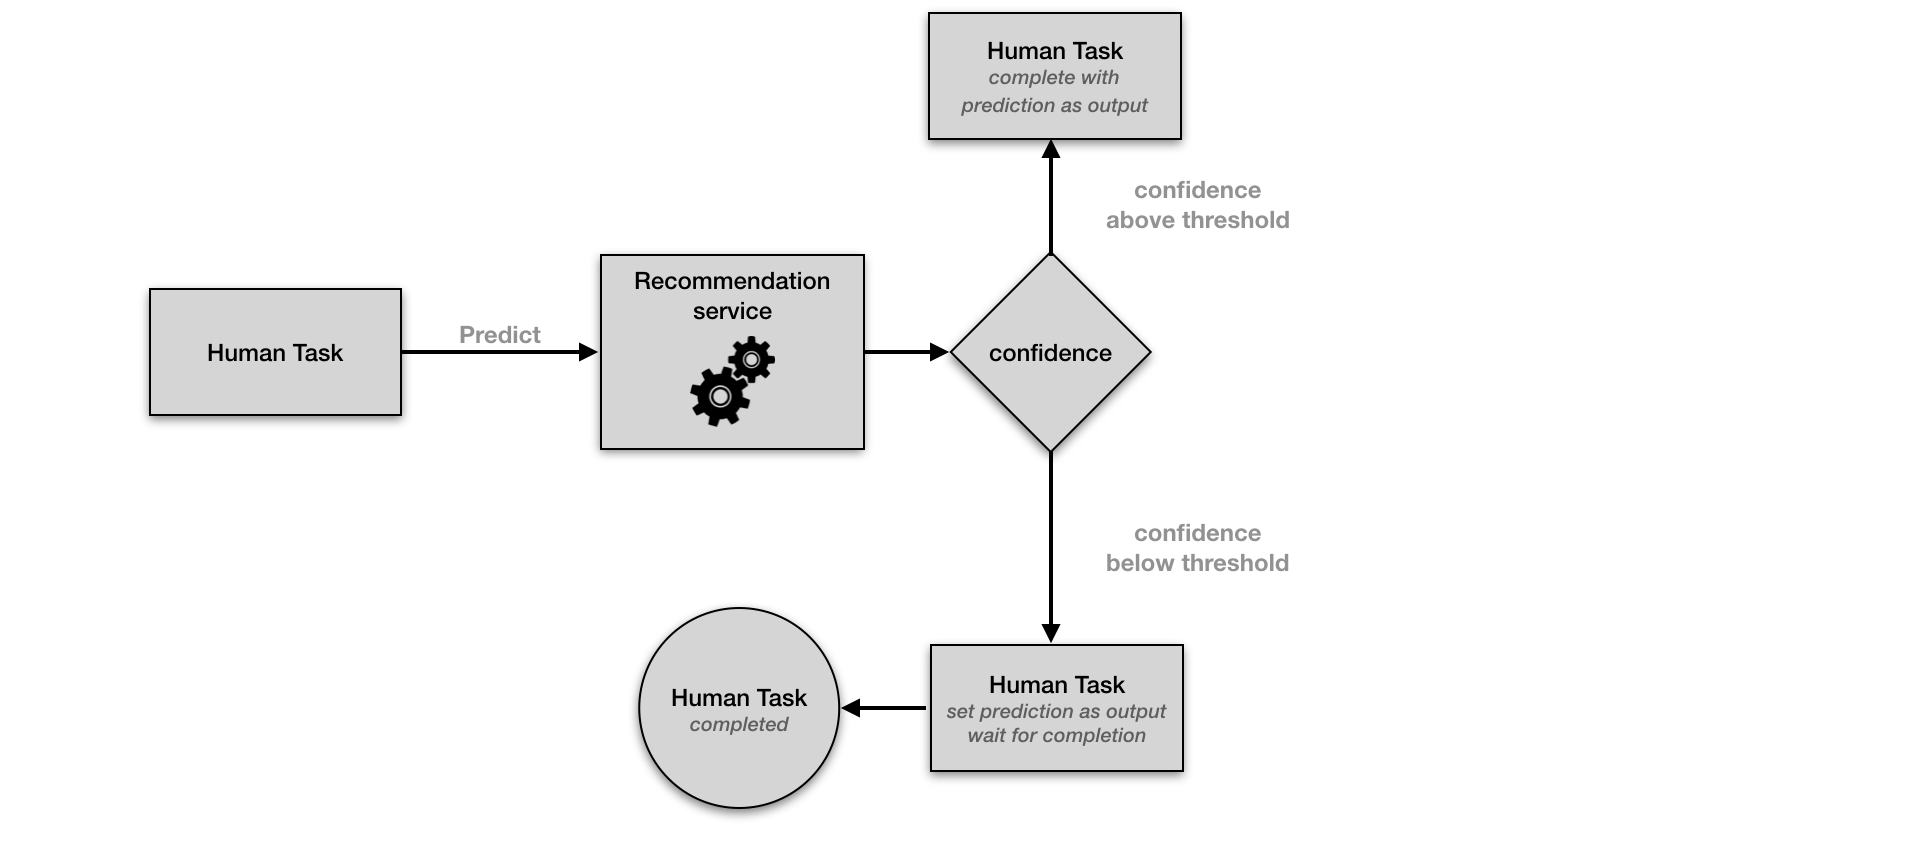 Human Task
complete with
prediction as output
confidence
above threshold
Recommendation
service
Human Task
Predict
confidence
confidence
below threshold
Human Task
set prediction as output
wait for completion
Human Task
completed